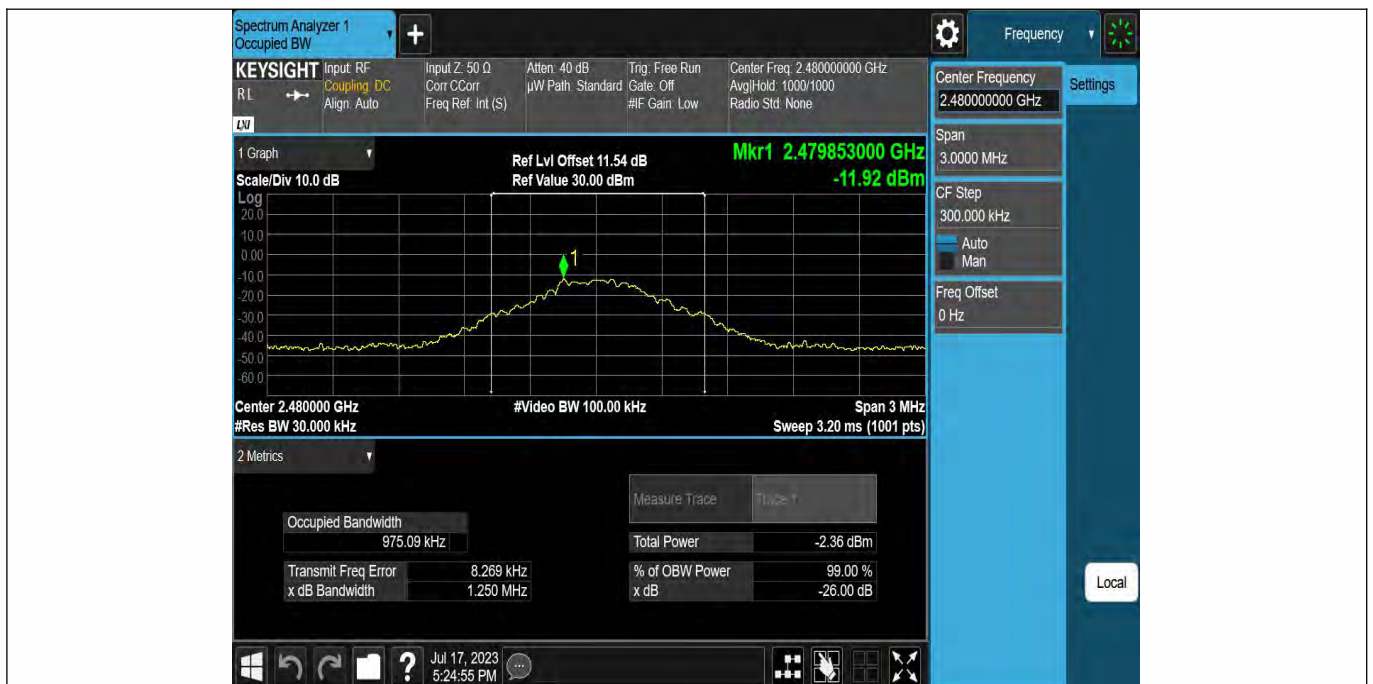 Spectrum Analyzer 1
Occupied BW
+
Frequency
KEYSIGHT
R L
LXI
Input: RF
Coupling: DC
Align: Auto
Input Z: 50 Ω
Corr CCorr
Freq Ref: Int (S)
Atten: 40 dB
µW Path: Standard
Trig: Free Run
Gate: Off
#IF Gain: Low
Center Freq: 2.480000000 GHz
Avg|Hold: 1000/1000
Radio Std: None
Center Frequency
2.480000000 GHz
Settings
Span
3.0000 MHz
CF Step
300.000 kHz
Auto
Man
Freq Offset
0 Hz
1 Graph
Scale/Div 10.0 dB
Ref Lvl Offset 11.54 dB
Ref Value 30.00 dBm
Mkr1 2.479853000 GHz
-11.92 dBm
Log
20.0
10.0
0.00
-10.0
-20.0
-30.0
-40.0
-50.0
-60.0
1
Center 2.480000 GHz
#Res BW 30.000 kHz
#Video BW 100.00 kHz
Span 3 MHz
Sweep 3.20 ms (1001 pts)
2 Metrics
Measure Trace
Trace 1
Occupied Bandwidth
975.09 kHz
Total Power
-2.36 dBm
Transmit Freq Error
8.269 kHz
% of OBW Power
99.00 %
x dB Bandwidth
1.250 MHz
x dB
-26.00 dB
Local
?
Jul 17, 2023
5:24:55 PM